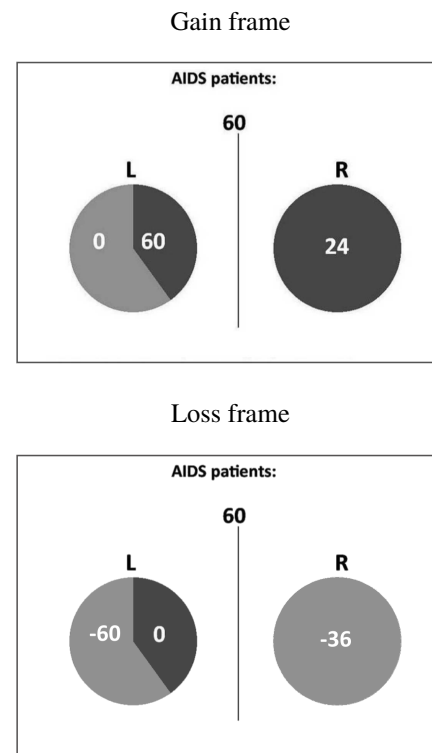 Gain frame
AIDS patients:
60
L R
0 60 24
Loss frame
AIDS patients:
60
L R
-60 0 -36